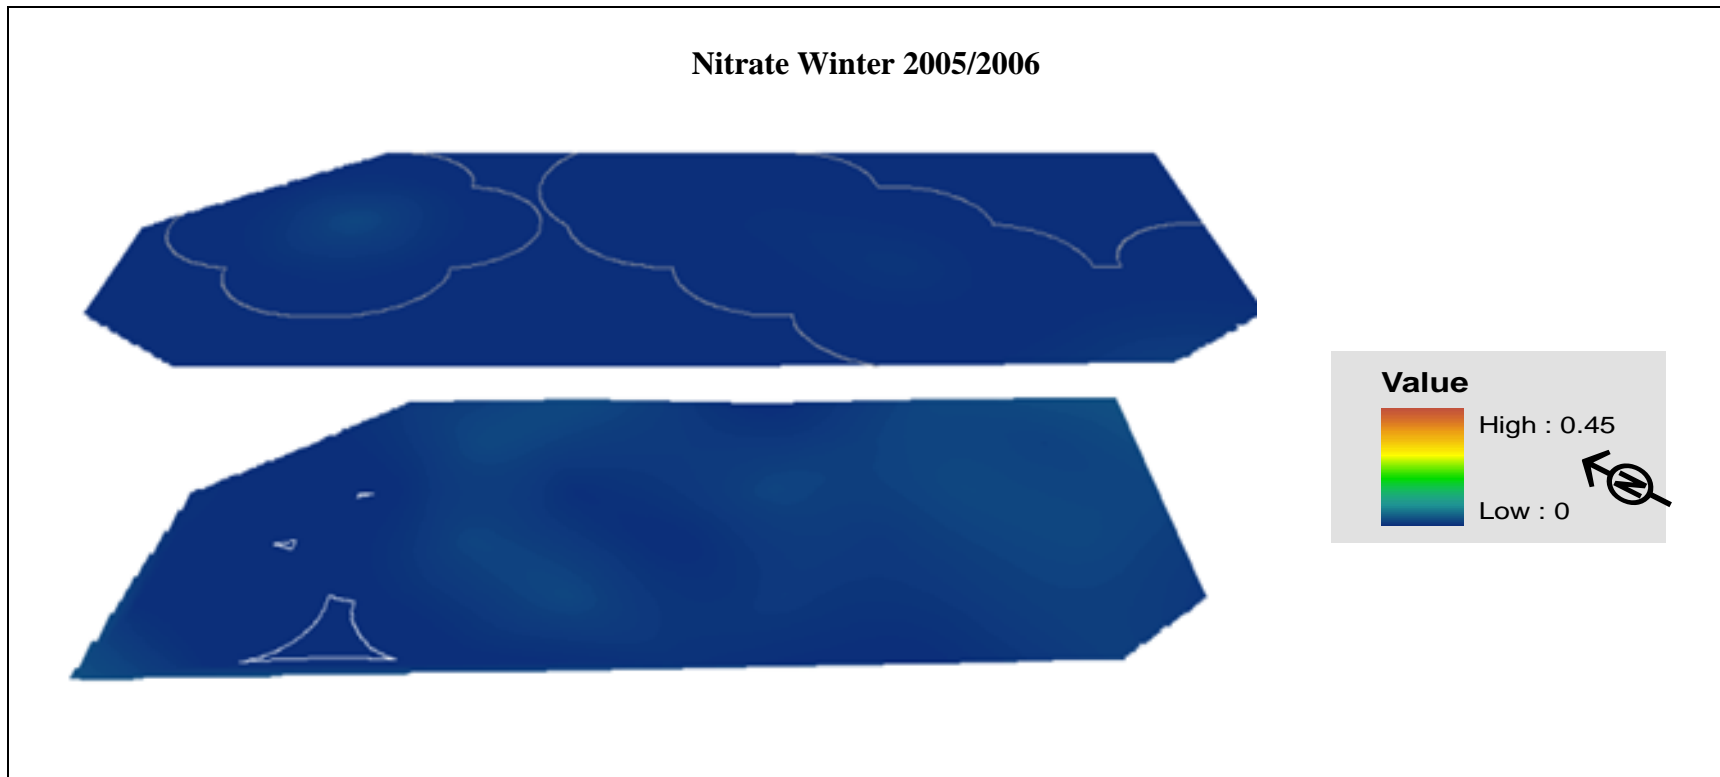 Nitrate Winter 2005/2006
Value
High : 0.45
Low : 0
N